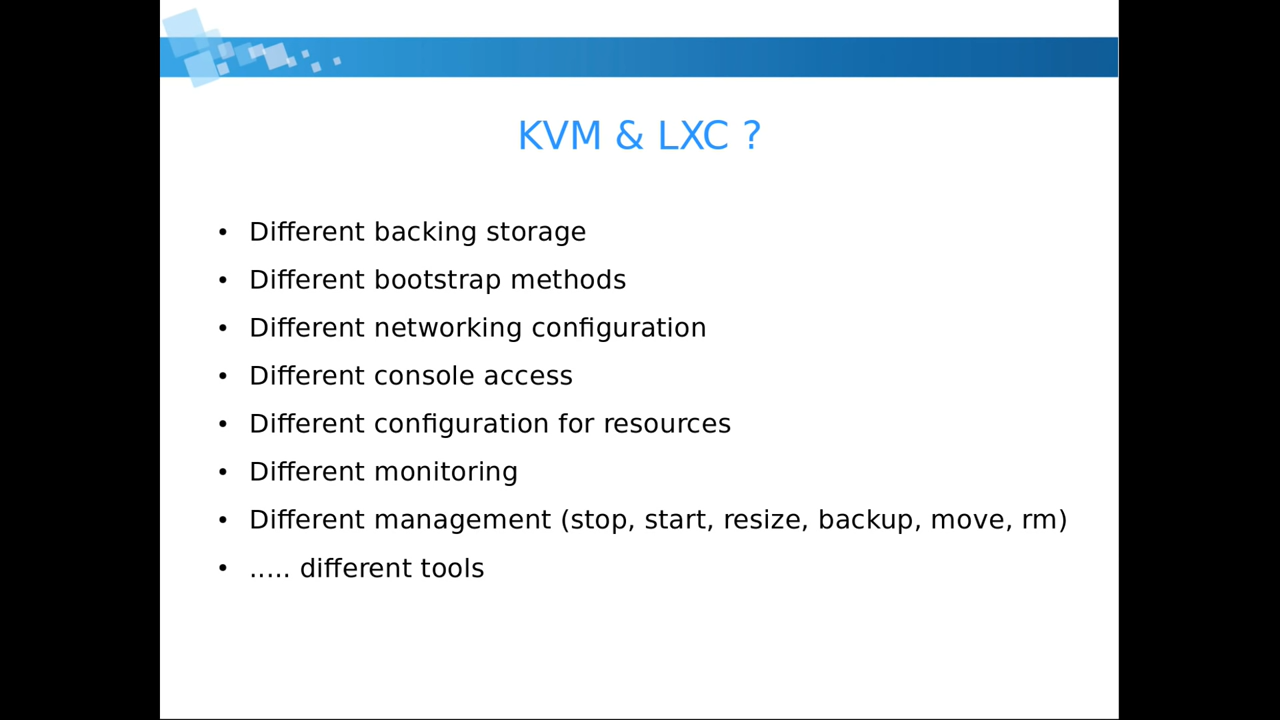 KVM & LXC ?
• Different backing storage
• Different bootstrap methods
• Different networking configuration
• Different console access
• Different configuration for resources
• Different monitoring
• Different management (stop, start, resize, backup, move, rm)
• ..... different tools